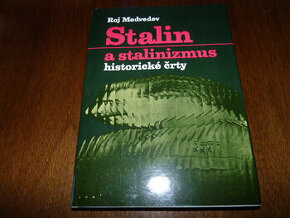 Roj Medvedev
Stalin
a stalinizmus
historické črty